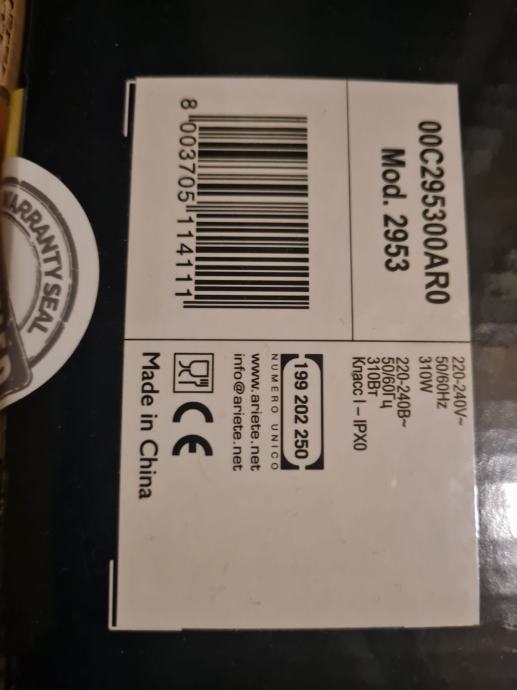 00C295300AR0
Mod. 2953
8 003705 114111
220-240V~
50/60Hz
310W
220-240В~
50/60Гц
310Вт
Класс I – IPX0
199 202 250
NUMERO UNICO
www.ariete.net
info@ariete.net
CE
Made in China
WARRANTY SEAL